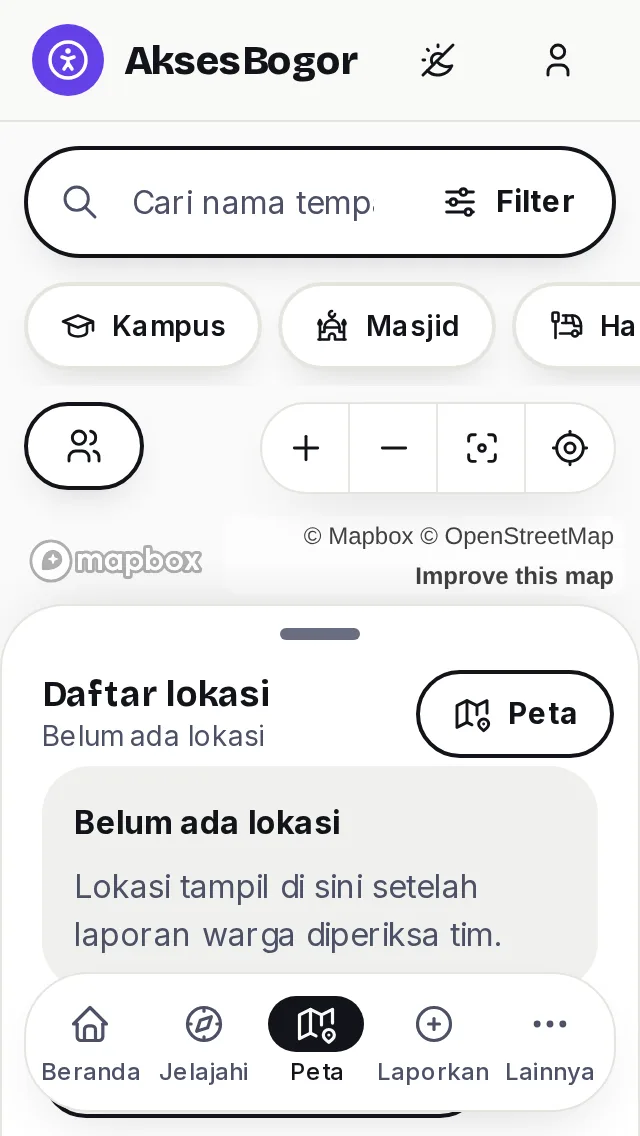 AksesBogor
Cari nama temp
Filter
Kampus
Masjid
Ha
© Mapbox © OpenStreetMap
mapbox
Improve this map
Daftar lokasi
Belum ada lokasi
Peta
Belum ada lokasi
Lokasi tampil di sini setelah
laporan warga diperiksa tim.
Beranda
Jelajahi
Peta
Laporkan
Lainnya